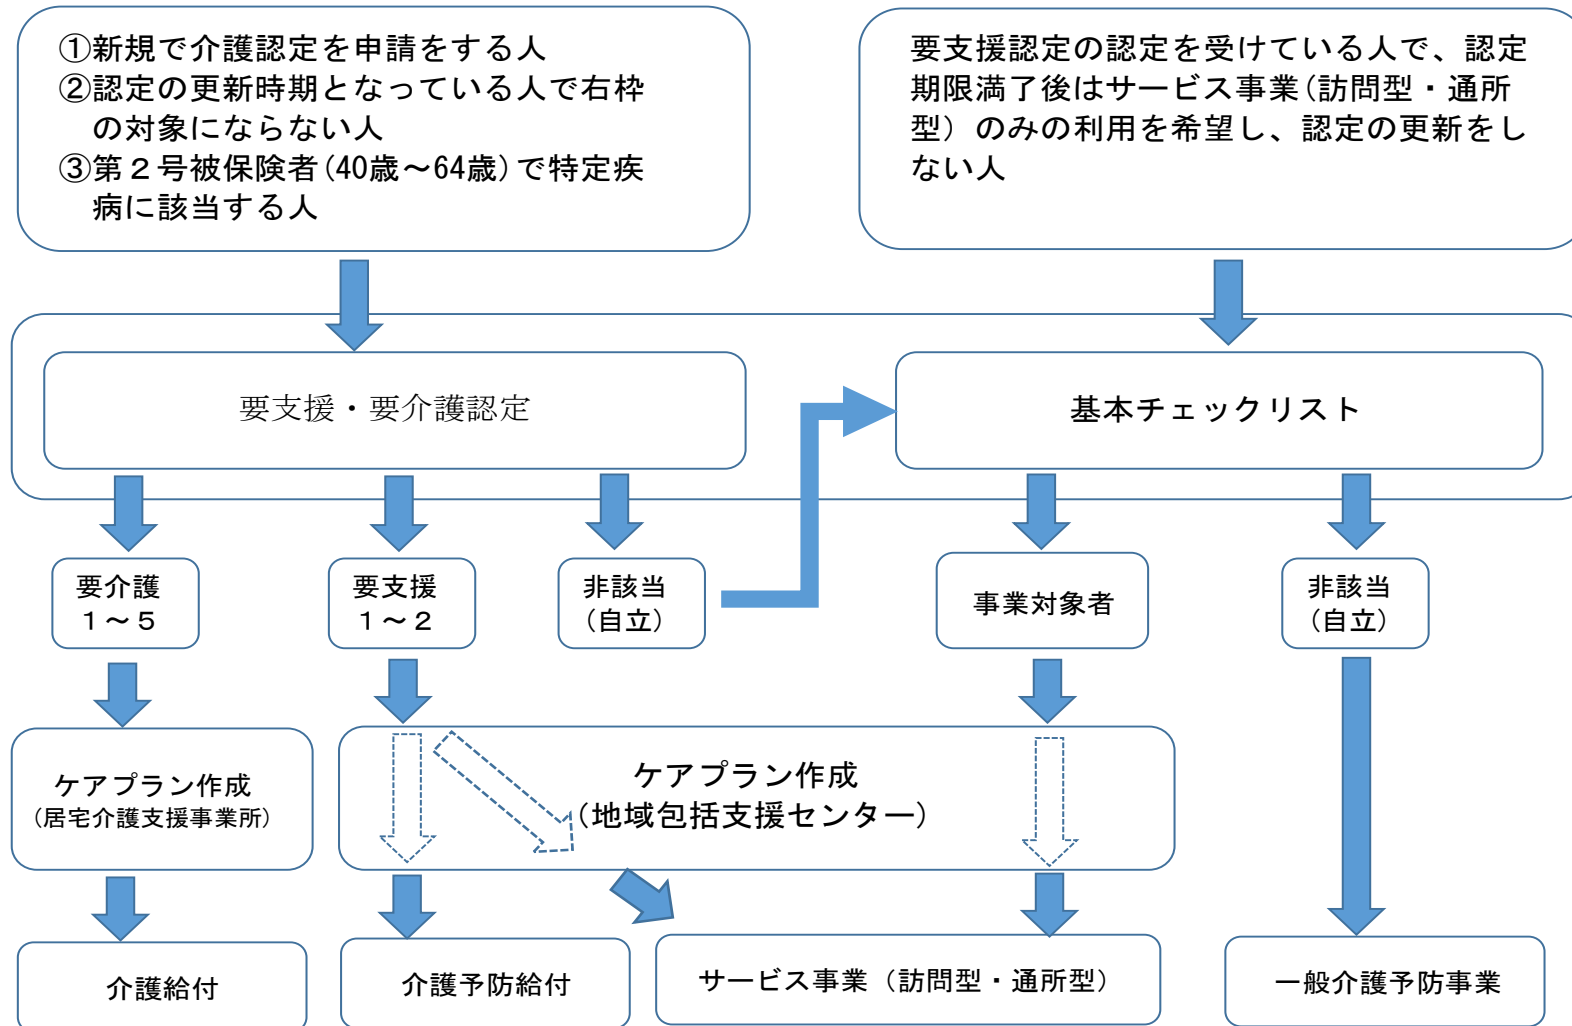 ①新規で介護認定を申請をする人
②認定の更新時期となっている人で右枠
の対象にならない人
③第２号被保険者(40歳～64歳)で特定疾
病に該当する人
要支援認定の認定を受けている人で、認定
期限満了後はサービス事業(訪問型・通所
型）のみの利用を希望し、認定の更新をし
ない人
要支援・要介護認定
基本チェックリスト
要介護
１～５
要支援
１～２
非該当
(自立)
事業対象者
非該当
(自立)
ケアプラン作成
(居宅介護支援事業所)
ケアプラン作成
(地域包括支援センター)
介護給付
介護予防給付
サービス事業（訪問型・通所型）
一般介護予防事業